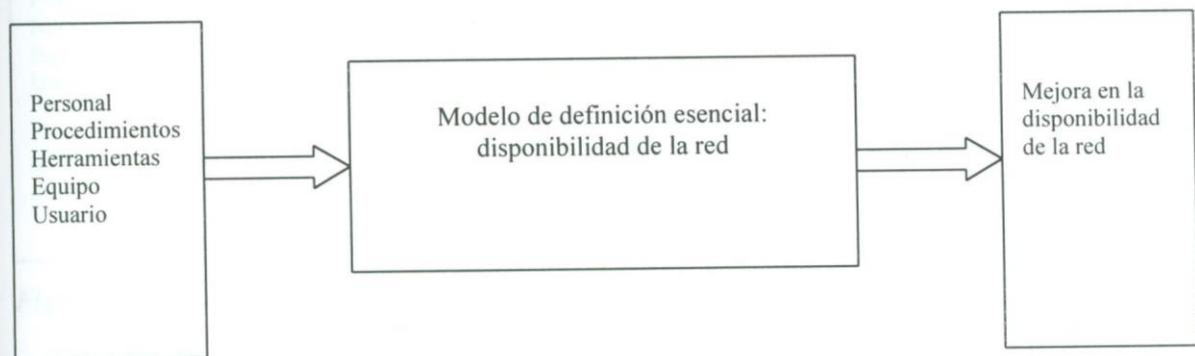 Personal
Procedimientos
Herramientas
Equipo
Usuario
Modelo de definición esencial:
disponibilidad de la red
Mejora en la
disponibilidad
de la red